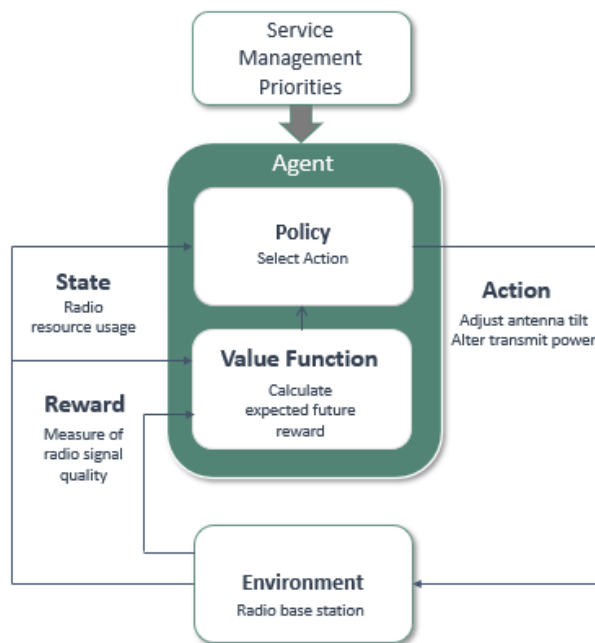 Service
Management
Priorities
Agent
Policy
Select Action
State
Radio
resource usage
Action
Adjust antenna tilt
Alter transmit power
Value Function
Calculate
expected future
reward
Reward
Measure of
radio signal
quality
Environment
Radio base station